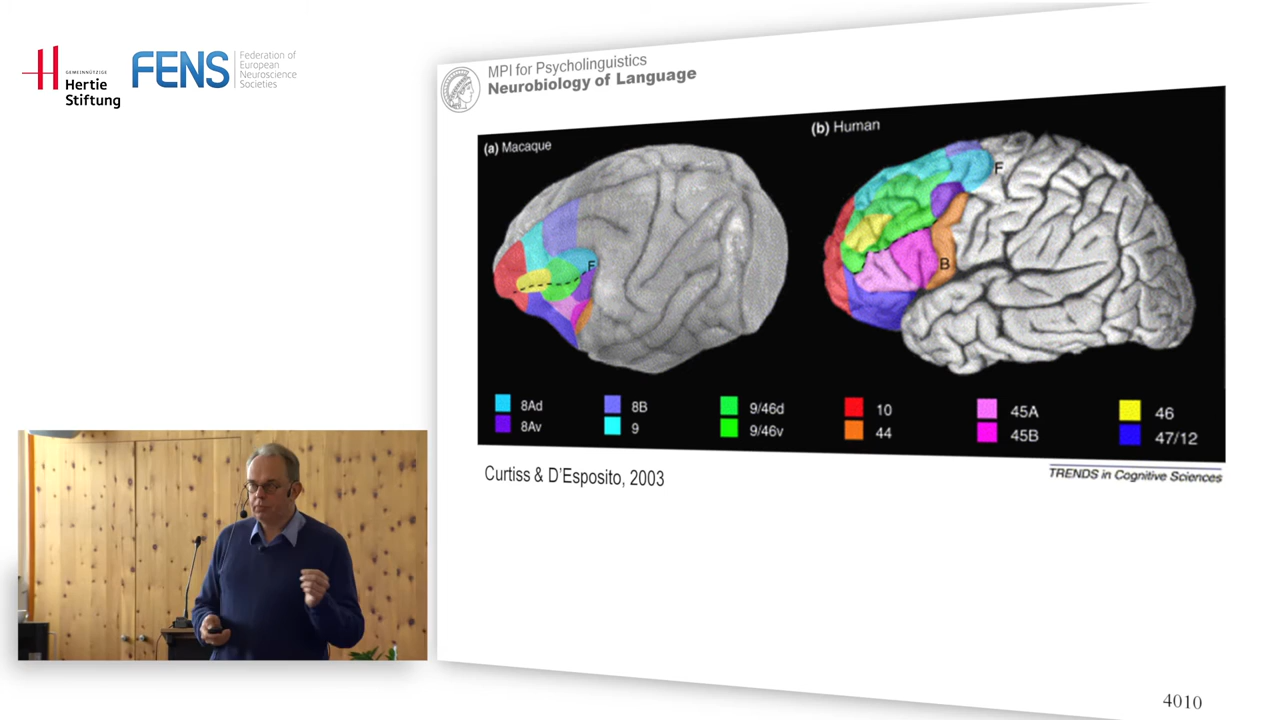 GEMEINNÜTZIGE
Hertie
Stiftung
FENS
Federation of
European
Neuroscience
Societies
MPI for Psycholinguistics
Neurobiology of Language
(a) Macaque
(b) Human
F
F
B
8Ad
8B
9/46d
10
45A
46
8Av
9
9/46v
44
45B
47/12
Curtiss & D'Esposito, 2003
TRENDS in Cognitive Sciences
4010